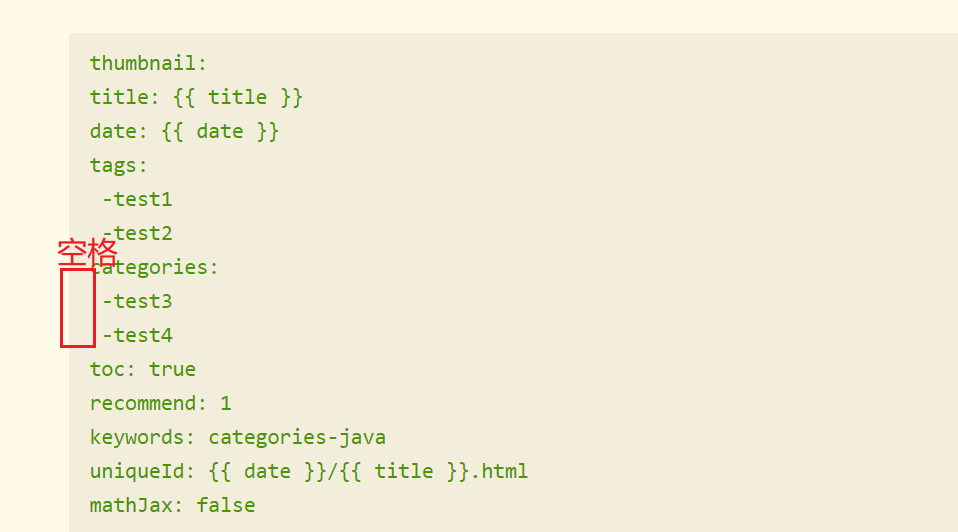 thumbnail:
title: {{ title }}
date: {{ date }}
tags:
 -test1
 -test2
空格
categories:
 -test3
 -test4
toc: true
recommend: 1
keywords: categories-java
uniqueId: {{ date }}/{{ title }}.html
mathJax: false